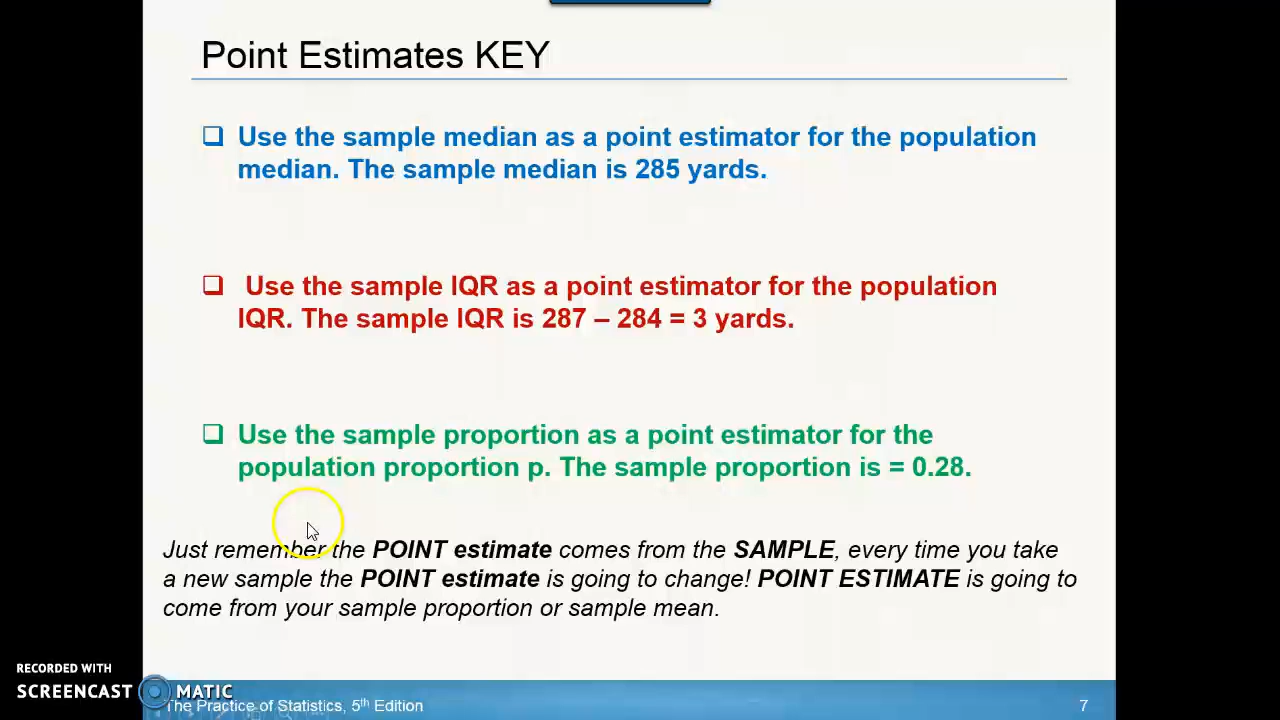 Point Estimates KEY
Use the sample median as a point estimator for the population
median. The sample median is 285 yards.
Use the sample IQR as a point estimator for the population
IQR. The sample IQR is 287 – 284 = 3 yards.
Use the sample proportion as a point estimator for the
population proportion p. The sample proportion is = 0.28.
Just remember the POINT estimate comes from the SAMPLE, every time you take
a new sample the POINT estimate is going to change! POINT ESTIMATE is going to
come from your sample proportion or sample mean.
RECORDED WITH
SCREENCAST MATIC
The Practice of Statistics, 5th Edition
7